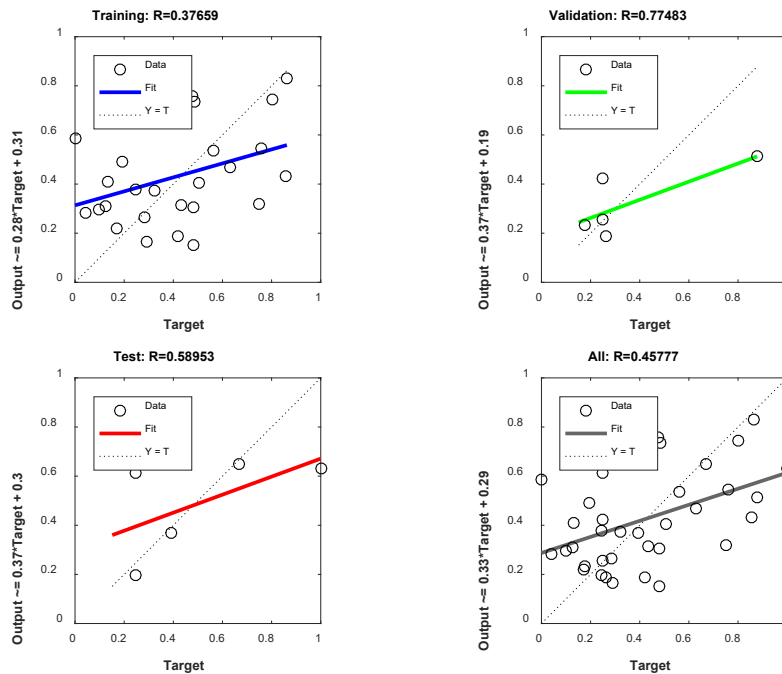 Training: R=0.37659
Output ~= 0.28*Target + 0.31
1
0.8
0.6
0.4
0.2
0
Data
Fit
Y = T
0 0.2 0.4 0.6 0.8 1
Target
Validation: R=0.77483
Output ~= 0.37*Target + 0.19
1
0.8
0.6
0.4
0.2
0
Data
Fit
Y = T
0 0.2 0.4 0.6 0.8
Target
Test: R=0.58953
Output ~= 0.37*Target + 0.3
1
0.8
0.6
0.4
0.2
0
Data
Fit
Y = T
0 0.2 0.4 0.6 0.8 1
Target
All: R=0.45777
Output ~= 0.33*Target + 0.29
1
0.8
0.6
0.4
0.2
0
Data
Fit
Y = T
0 0.2 0.4 0.6 0.8
Target